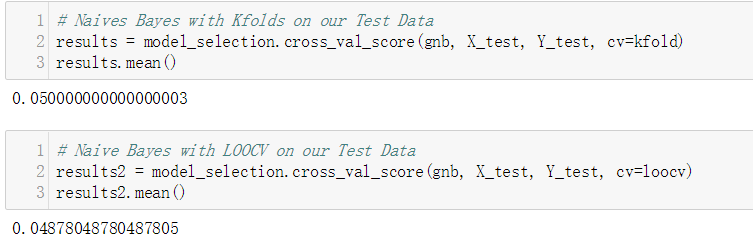 1 # Naives Bayes with Kfolds on our Test Data
2 results = model_selection.cross_val_score(gnb, X_test, Y_test, cv=kfold)
3 results.mean()
0.050000000000000003
1 # Naive Bayes with LOOCV on our Test Data
2 results2 = model_selection.cross_val_score(gnb, X_test, Y_test, cv=loocv)
3 results2.mean()
0.04878048780487805